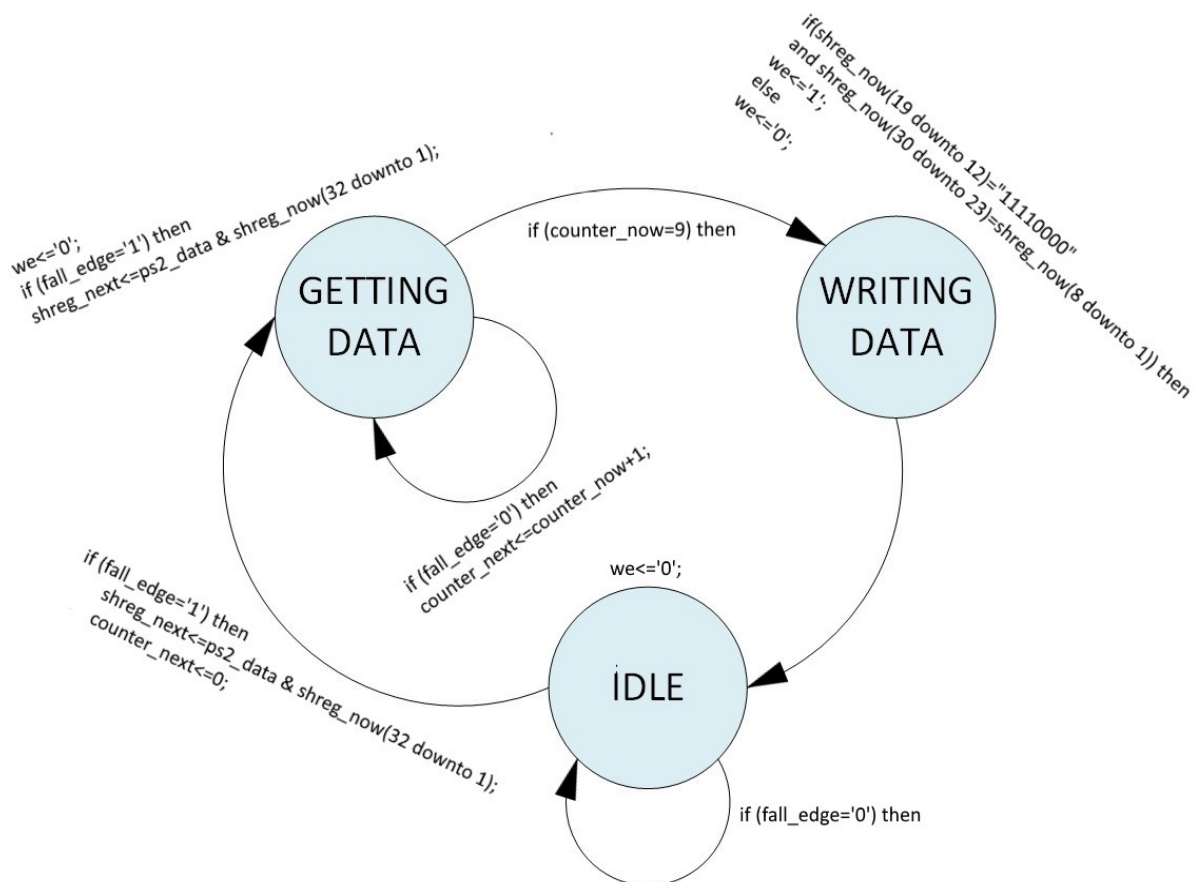 if(shreg_now(19 downto 12)="11110000"
and shreg_now(30 downto 23)=shreg_now(8 downto 1)) then
we<='1';
else
we<='0';
we<='0';
if (fall_edge='1') then
shreg_next<=ps2_data & shreg_now(32 downto 1);
if (counter_now=9) then
GETTING
DATA
WRITING
DATA
if (fall_edge='0') then
counter_next<=counter_now+1;
if (fall_edge='1') then
shreg_next<=ps2_data & shreg_now(32 downto 1);
counter_next<=0;
we<='0';
IDLE
if (fall_edge='0') then